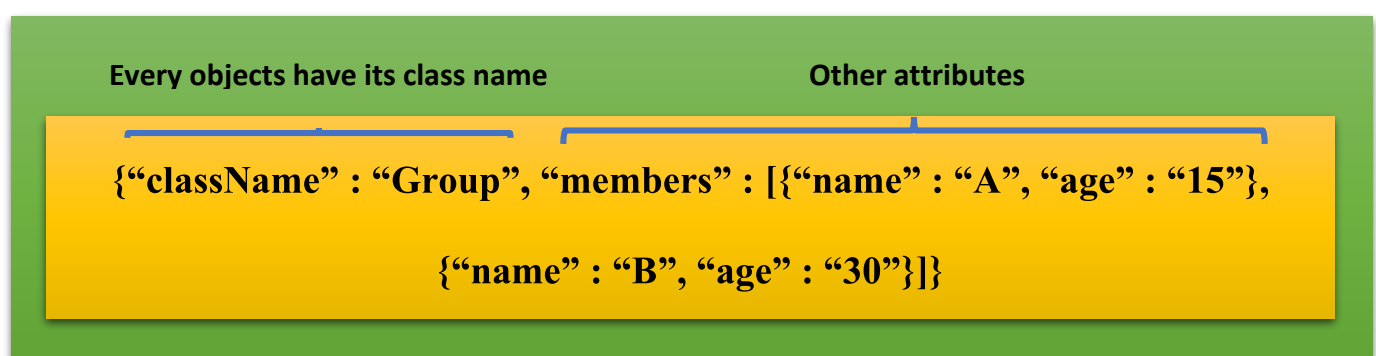 Every objects have its class name
Other attributes
{“className” : “Group”, “members” : [{“name” : “A”, “age” : “15”},
{“name” : “B”, “age” : “30”}]}